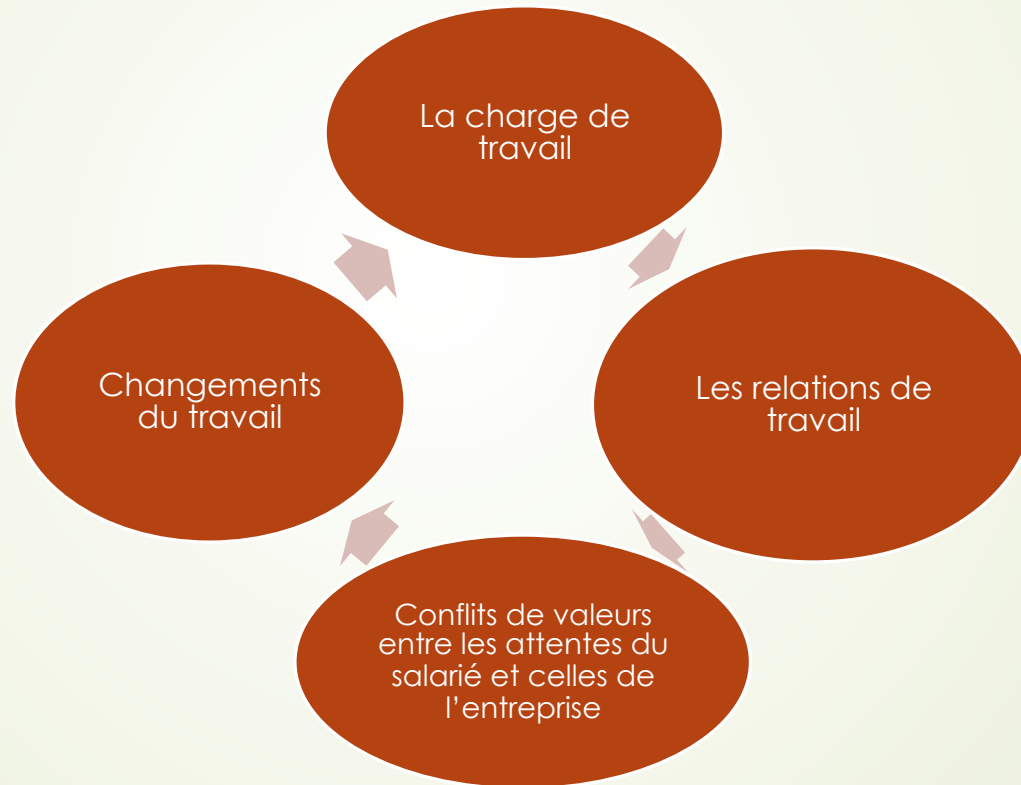 La charge de
travail
Changements
du travail
Les relations de
travail
Conflits de valeurs
entre les attentes du
salarié et celles de
l’entreprise